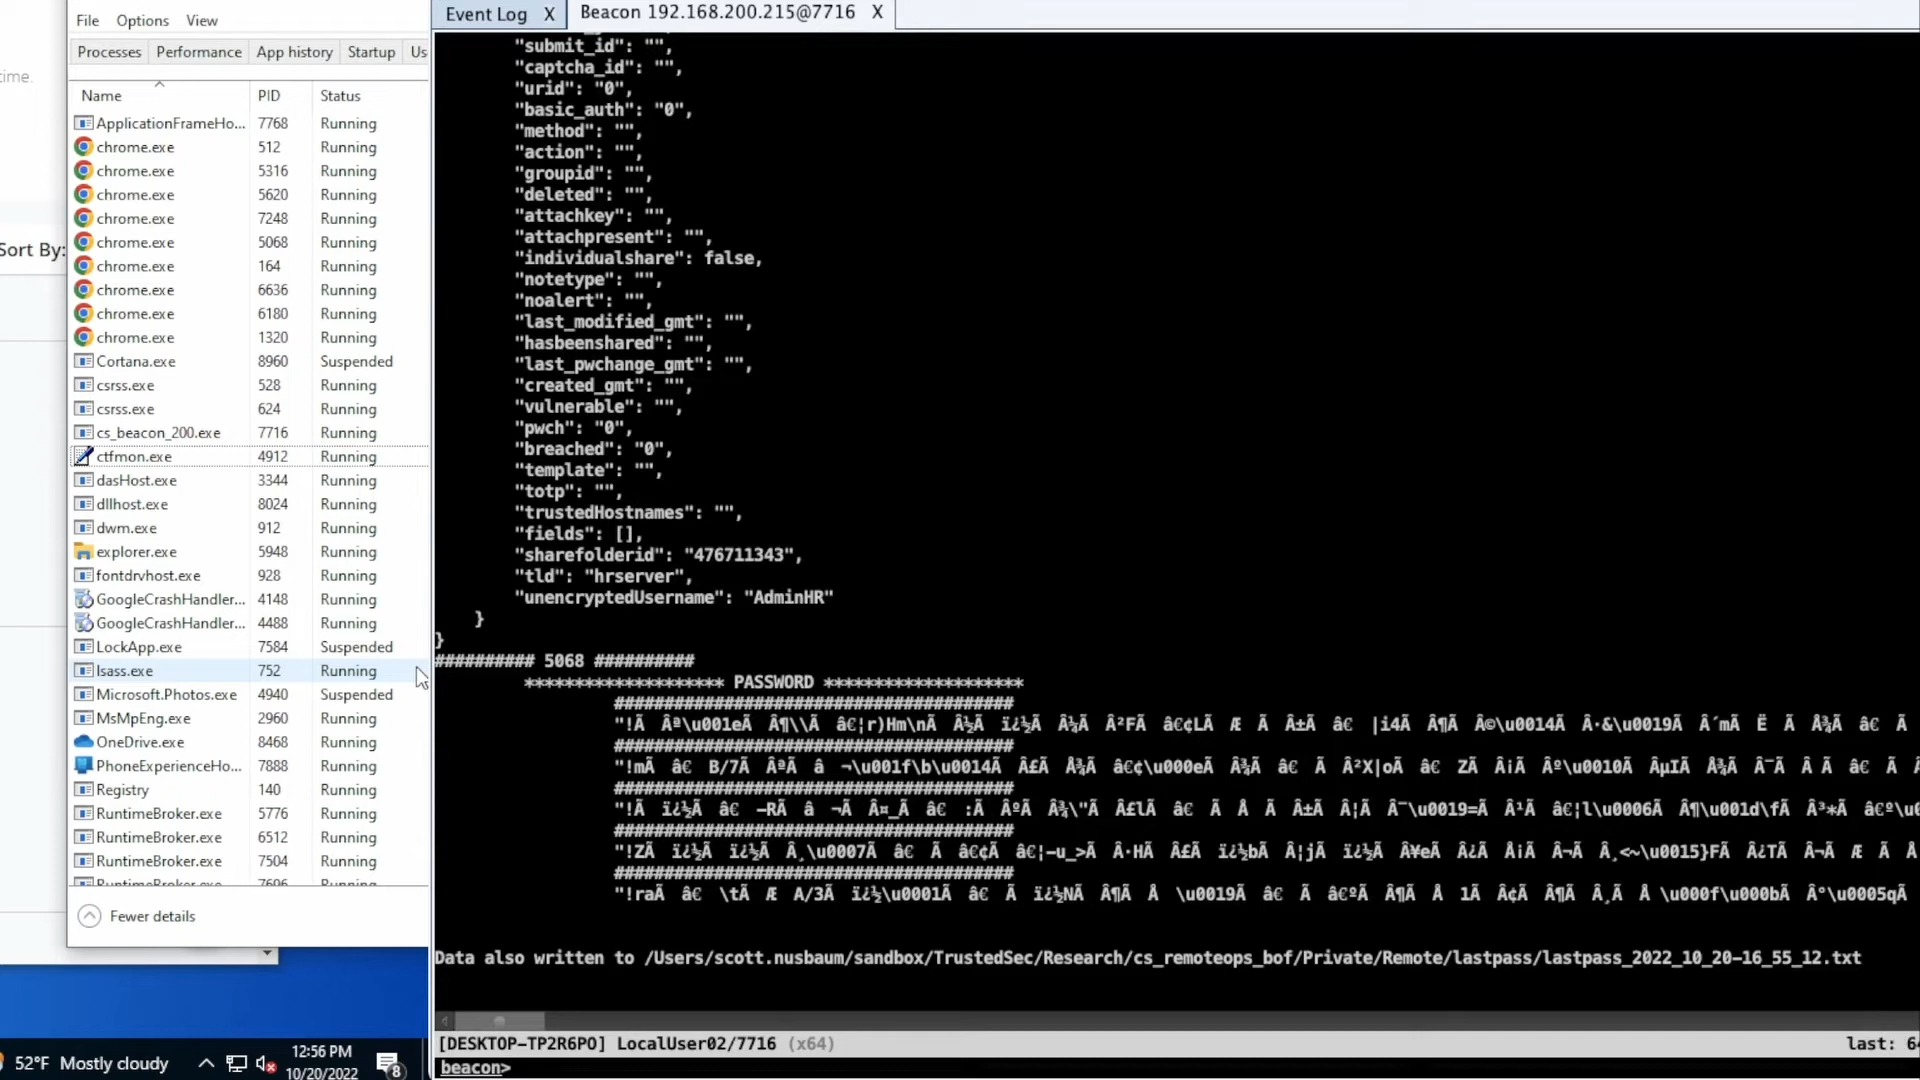 File Options View
Processes Performance App history Startup Us
time.
Sort By:
Name PID Status
ApplicationFrameHo... 7768 Running
chrome.exe 512 Running
chrome.exe 5316 Running
chrome.exe 5620 Running
chrome.exe 7248 Running
chrome.exe 5068 Running
chrome.exe 164 Running
chrome.exe 6636 Running
chrome.exe 6180 Running
chrome.exe 1320 Running
Cortana.exe 8960 Suspended
csrss.exe 528 Running
csrss.exe 624 Running
cs_beacon_200.exe 7716 Running
ctfmon.exe 4912 Running
dasHost.exe 3344 Running
dllhost.exe 8024 Running
dwm.exe 912 Running
explorer.exe 5948 Running
fontdrvhost.exe 928 Running
GoogleCrashHandler... 4148 Running
GoogleCrashHandler... 4488 Running
LockApp.exe 7584 Suspended
lsass.exe 752 Running
Microsoft.Photos.exe 4940 Suspended
MsMpEng.exe 2960 Running
OneDrive.exe 8468 Running
PhoneExperienceHo... 7888 Running
Registry 140 Running
RuntimeBroker.exe 5776 Running
RuntimeBroker.exe 6512 Running
RuntimeBroker.exe 7504 Running
Fewer details
52°F Mostly cloudy
12:56 PM
10/20/2022
8
Event Log X Beacon 192.168.200.215@7716 X
"submit_id": "",
"captcha_id": "",
"urid": "0",
"basic_auth": "0",
"method": "",
"action": "",
"groupid": "",
"deleted": "",
"attachkey": "",
"attachpresent": "",
"individualshare": false,
"notetype": "",
"noalert": "",
"last_modified_gmt": "",
"hasbeenshared": "",
"last_pwchange_gmt": "",
"created_gmt": "",
"vulnerable": "",
"pwch": "0",
"breached": "0",
"template": "",
"totp": "",
"trustedHostnames": "",
"fields": [],
"sharefolderid": "476711343",
"tld": "hrserver",
"unencryptedUsername": "AdminHR"
}
}
########## 5068 ##########
******************** PASSWORD ********************
########################################
########################################
########################################
########################################
########################################
Data also written to /Users/scott.nusbaum/sandbox/TrustedSec/Research/cs_remoteops_bof/Private/Remote/lastpass/lastpass_2022_10_20-16_55_12.txt
[DESKTOP-TP2R6PO] LocalUser02/7716 (x64) last: 64
beacon>